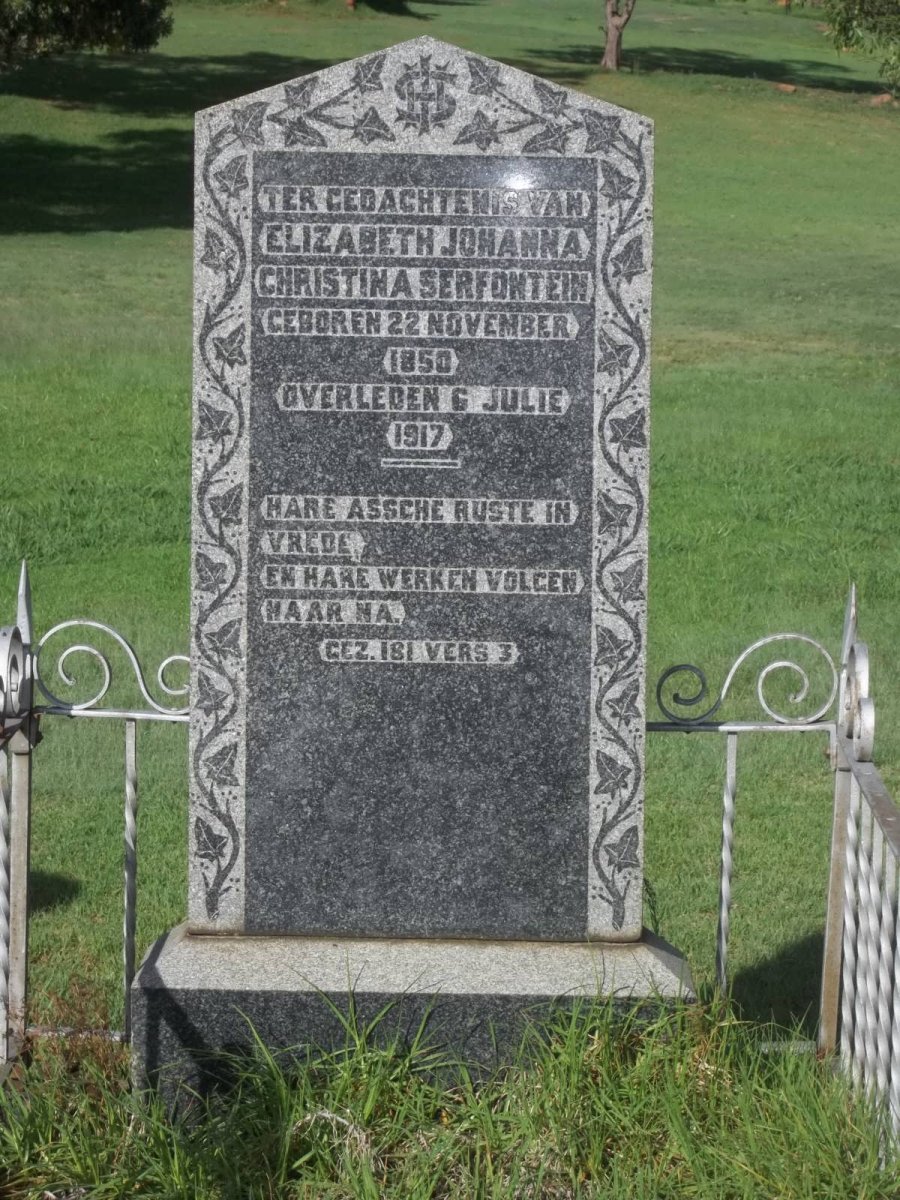 IHS
TER GEDACHTENIS VAN
ELIZABETH JOHANNA
CHRISTINA SERFONTEIN
GEBOREN 22 NOVEMBER
1850
OVERLEDEN 6 JULIE
1917
HARE ASSCHE RUSTE IN
VREDE,
EN HARE WERKEN VOLGEN
HAAR NA.
GEZ. 181 VERS 3